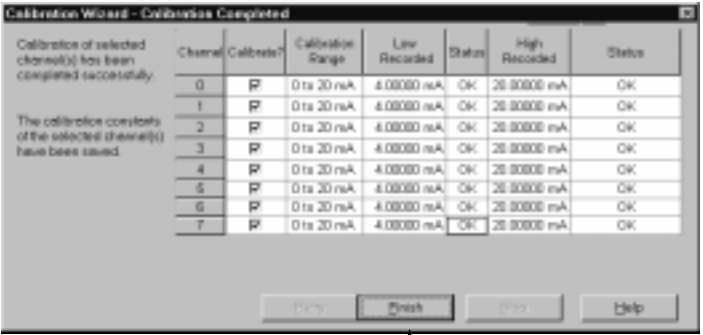 Calibration Wizard - Calibration Completed
Calibration of selected
channel(s) has been
completed successfully.
The calibration constants
of the selected channel(s)
have been saved.
Channel Calibrate? Calibration Range Low Recorded Status High Recorded Status
0 0 to 20 mA 4.00000 mA OK 20.00000 mA OK
1 0 to 20 mA 4.00000 mA OK 20.00000 mA OK
2 0 to 20 mA 4.00000 mA OK 20.00000 mA OK
3 0 to 20 mA 4.00000 mA OK 20.00000 mA OK
4 0 to 20 mA 4.00000 mA OK 20.00000 mA OK
5 0 to 20 mA 4.00000 mA OK 20.00000 mA OK
6 0 to 20 mA 4.00000 mA OK 20.00000 mA OK
7 0 to 20 mA 4.00000 mA OK 20.00000 mA OK
Retry Finish Stop Help